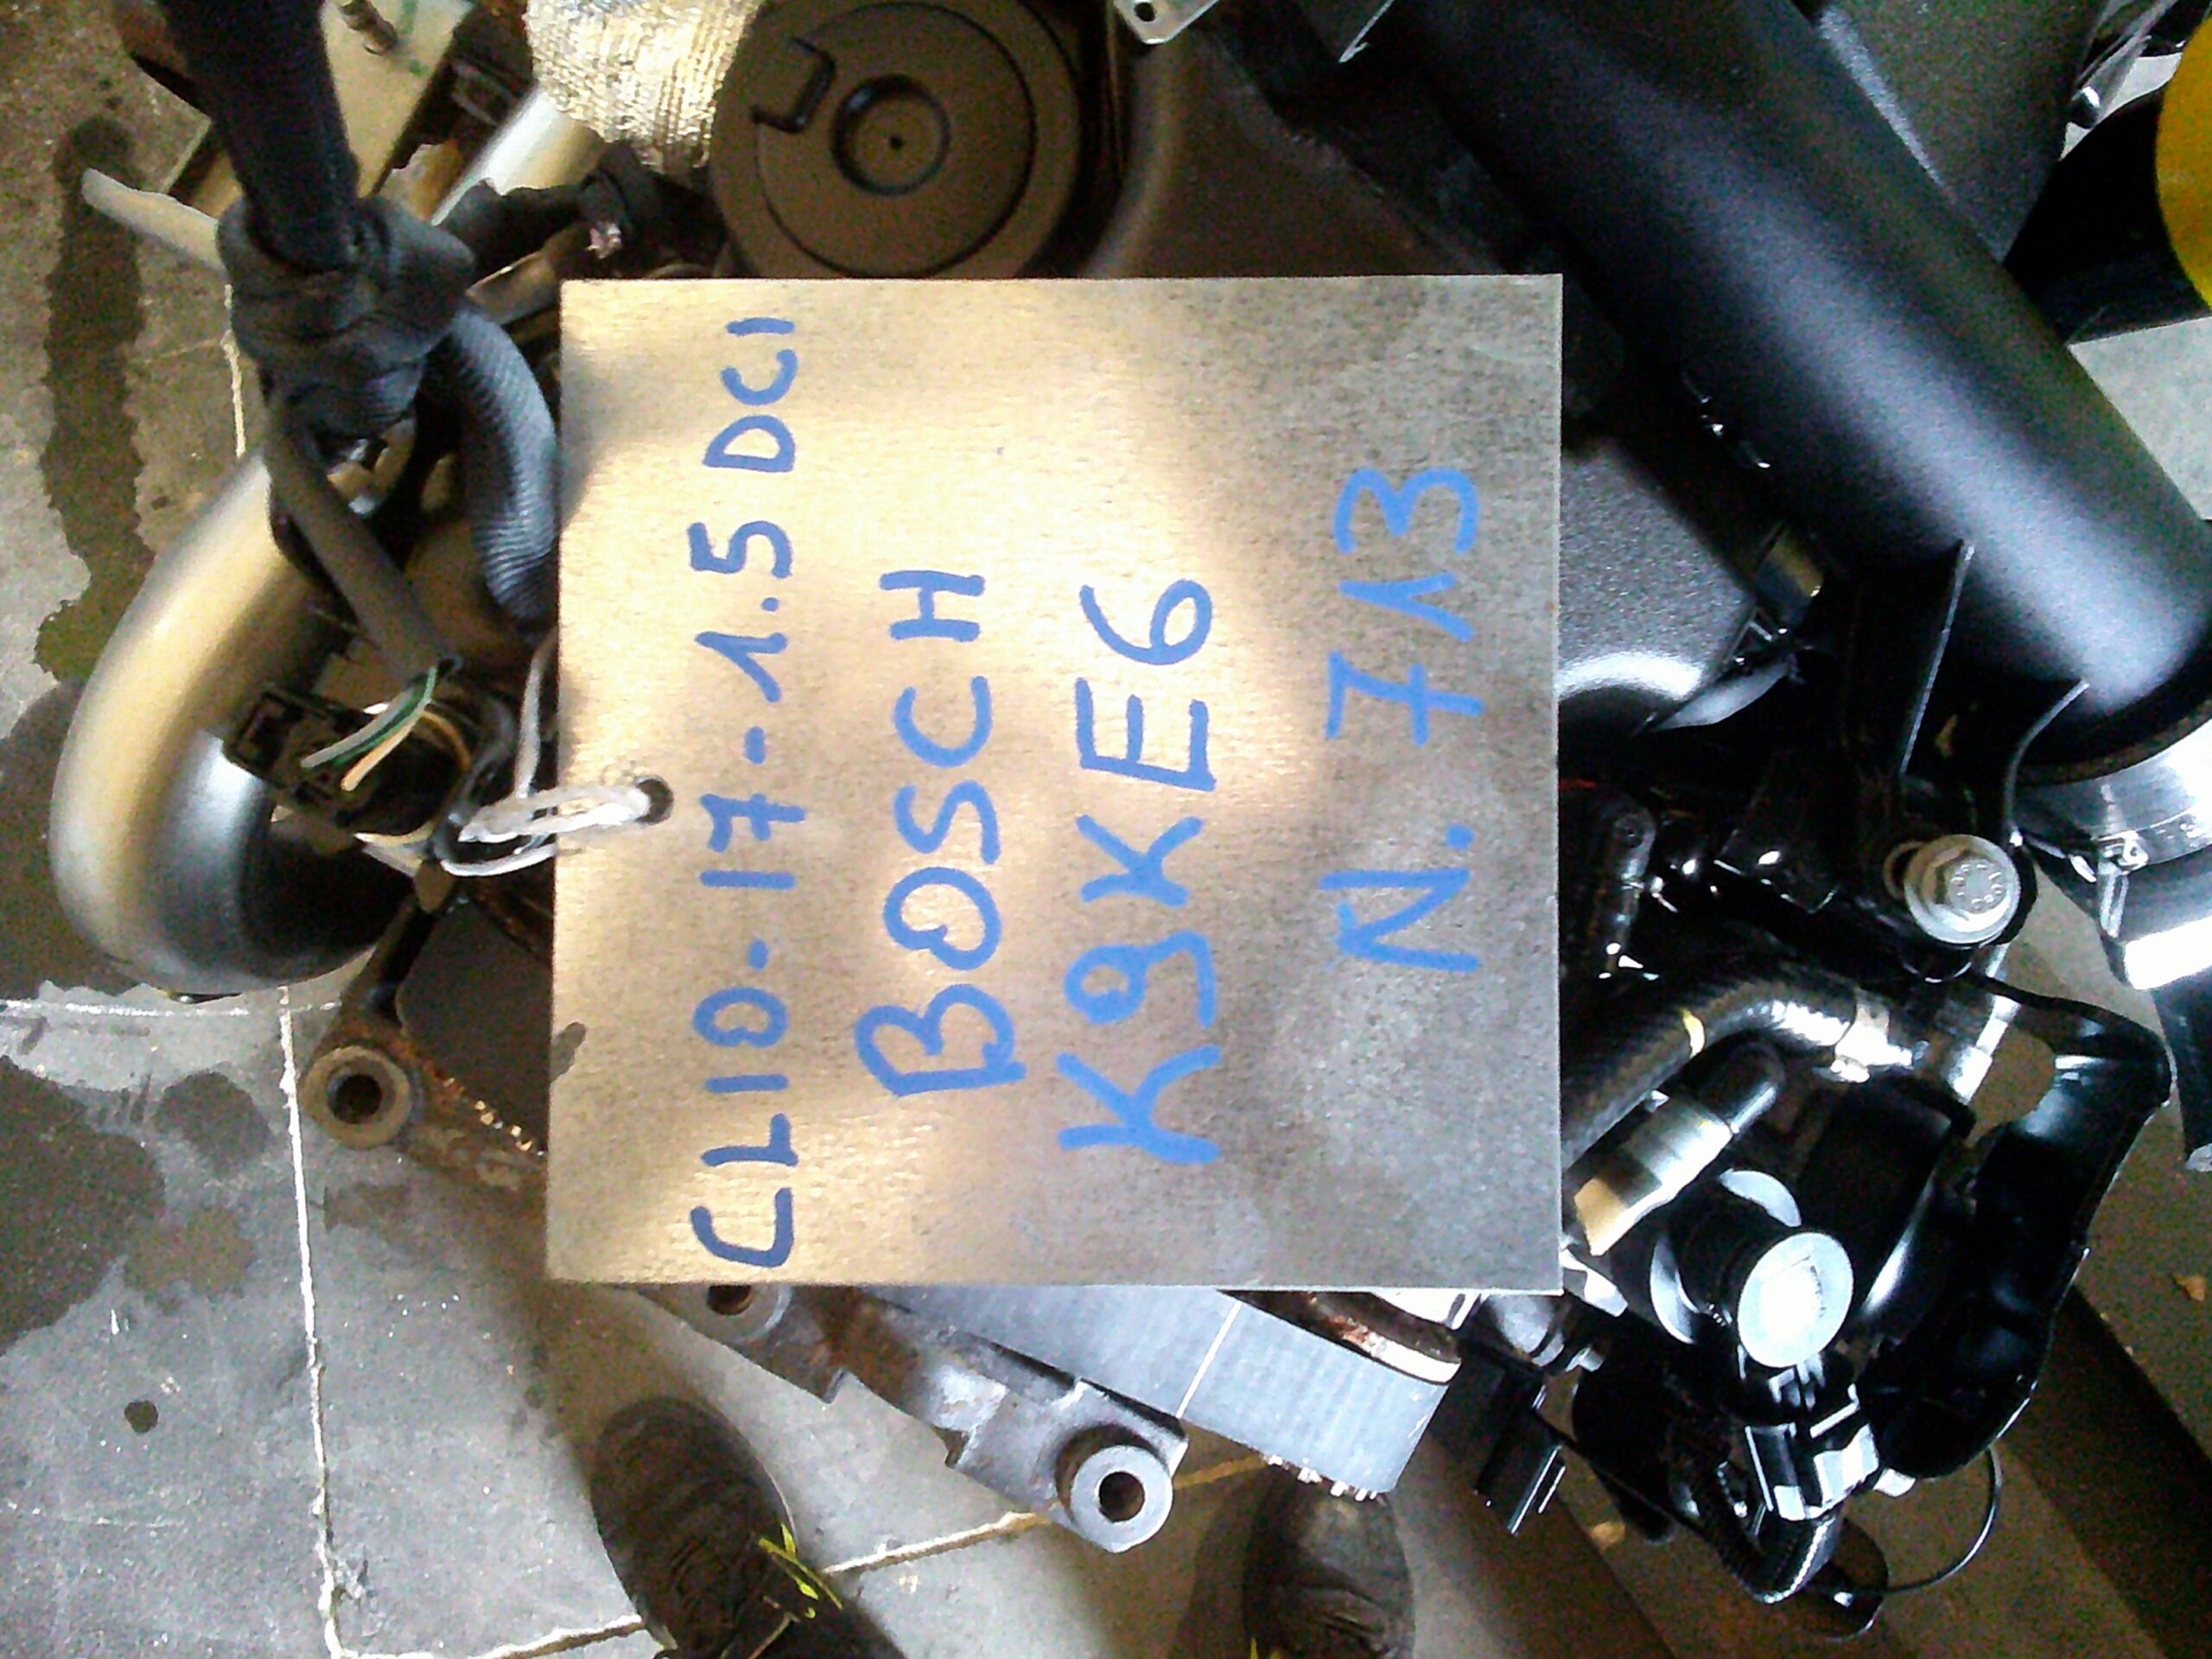 CLIO-17-1.5 DCI
BOSCH
K9KE6
N. 713